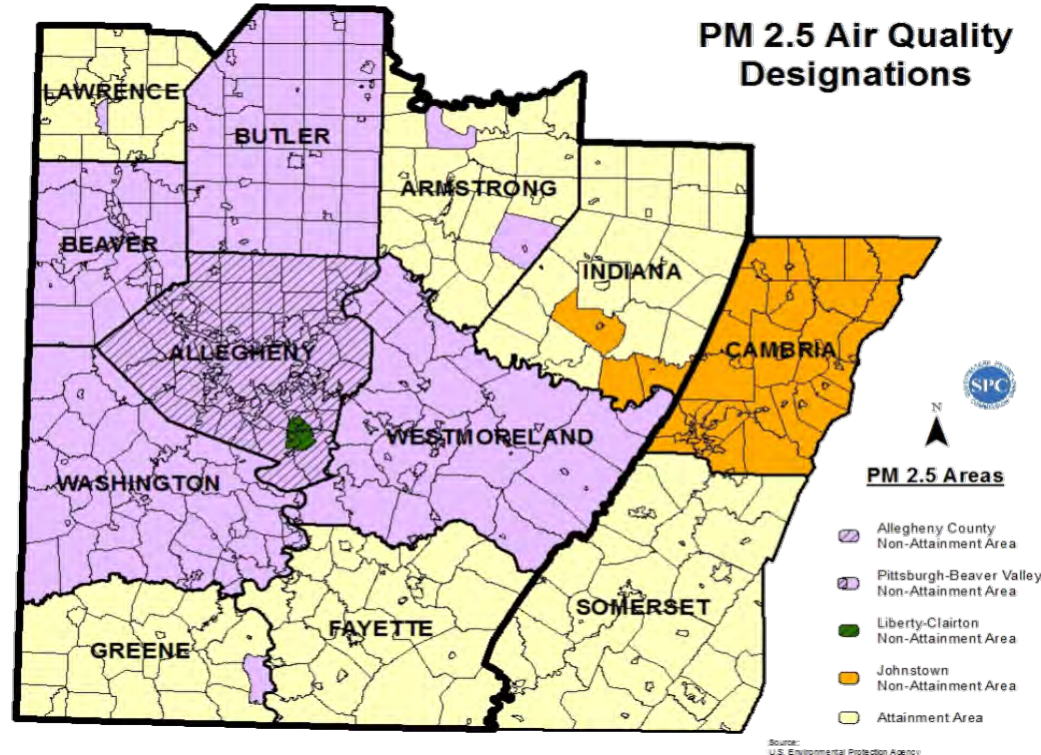 PM 2.5 Air Quality
Designations
LAWRENCE
BUTLER
ARMSTRONG
BEAVER
INDIANA
ALLEGHENY
CAMBRIA
WESTMORELAND
WASHINGTON
SOMERSET
FAYETTE
GREENE
SPC
N
PM 2.5 Areas
Allegheny County
Non-Attainment Area
Pittsburgh-Beaver Valley
Non-Attainment Area
Liberty-Clairton
Non-Attainment Area
Johnstown
Non-Attainment Area
Attainment Area
Source:
U.S. Environmental Protection Agency